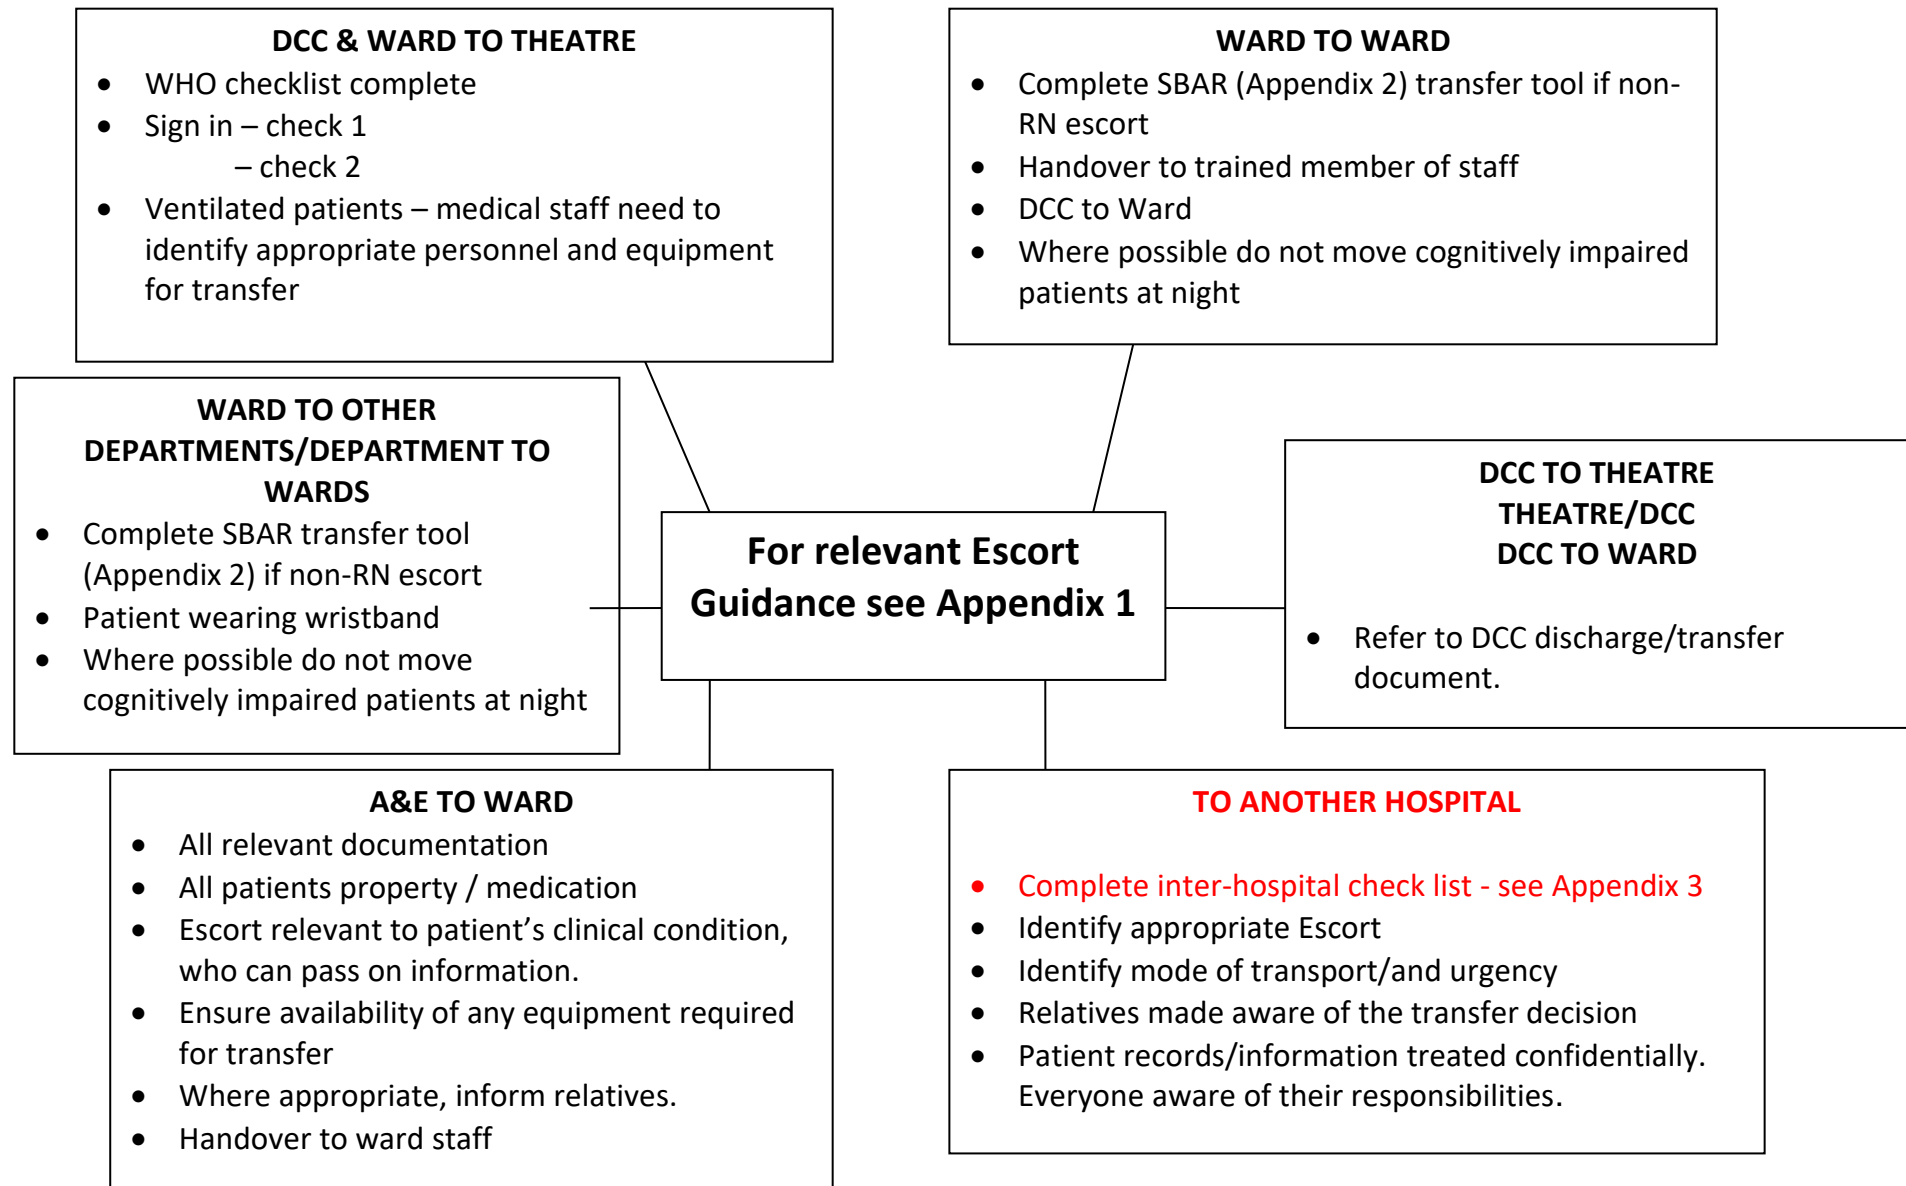 DCC & WARD TO THEATRE
• WHO checklist complete
• Sign in – check 1
– check 2
• Ventilated patients – medical staff need to
identify appropriate personnel and equipment
for transfer
WARD TO WARD
• Complete SBAR (Appendix 2) transfer tool if non-
RN escort
• Handover to trained member of staff
• DCC to Ward
• Where possible do not move cognitively impaired
patients at night
WARD TO OTHER
DEPARTMENTS/DEPARTMENT TO
WARDS
• Complete SBAR transfer tool
(Appendix 2) if non-RN escort
• Patient wearing wristband
• Where possible do not move
cognitively impaired patients at night
For relevant Escort
Guidance see Appendix 1
DCC TO THEATRE
THEATRE/DCC
DCC TO WARD
• Refer to DCC discharge/transfer
document.
A&E TO WARD
• All relevant documentation
• All patients property / medication
• Escort relevant to patient’s clinical condition,
who can pass on information.
• Ensure availability of any equipment required
for transfer
• Where appropriate, inform relatives.
• Handover to ward staff
TO ANOTHER HOSPITAL
• Complete inter-hospital check list - see Appendix 3
• Identify appropriate Escort
• Identify mode of transport/and urgency
• Relatives made aware of the transfer decision
• Patient records/information treated confidentially.
Everyone aware of their responsibilities.